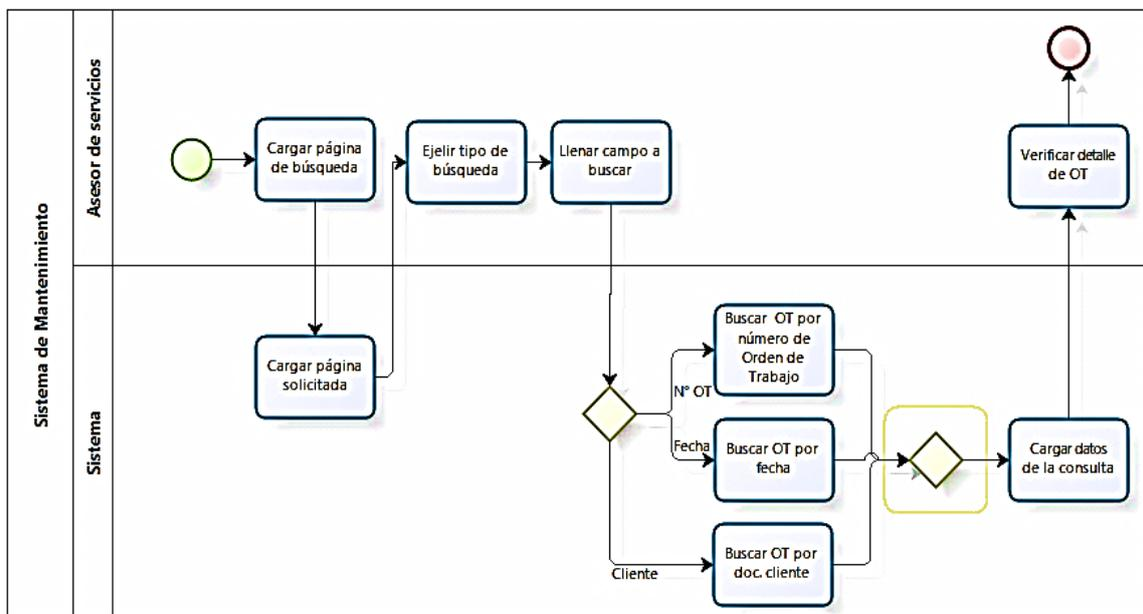 Sistema de Mantenimiento
Asesor de servicios
Cargar página
de búsqueda
Ejelir tipo de
búsqueda
Llenar campo a
buscar
Verificar detalle
de OT
Sistema
Cargar página
solicitada
Buscar OT por
número de
Orden de
Trabajo
N° OT
Fecha
Buscar OT por
fecha
Cargar datos
de la consulta
Buscar OT por
doc. cliente
Cliente